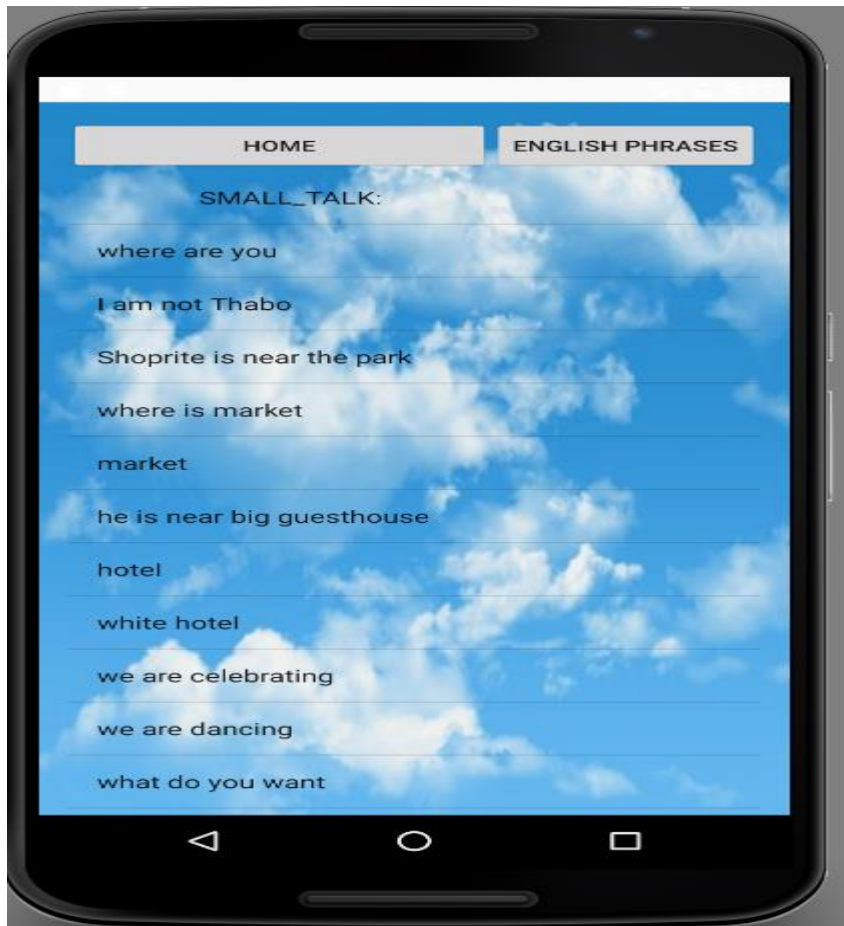 HOME ENGLISH PHRASES
SMALL_TALK:
where are you
I am not Thabo
Shoprite is near the park
where is market
market
he is near big guesthouse
hotel
white hotel
we are celebrating
we are dancing
what do you want